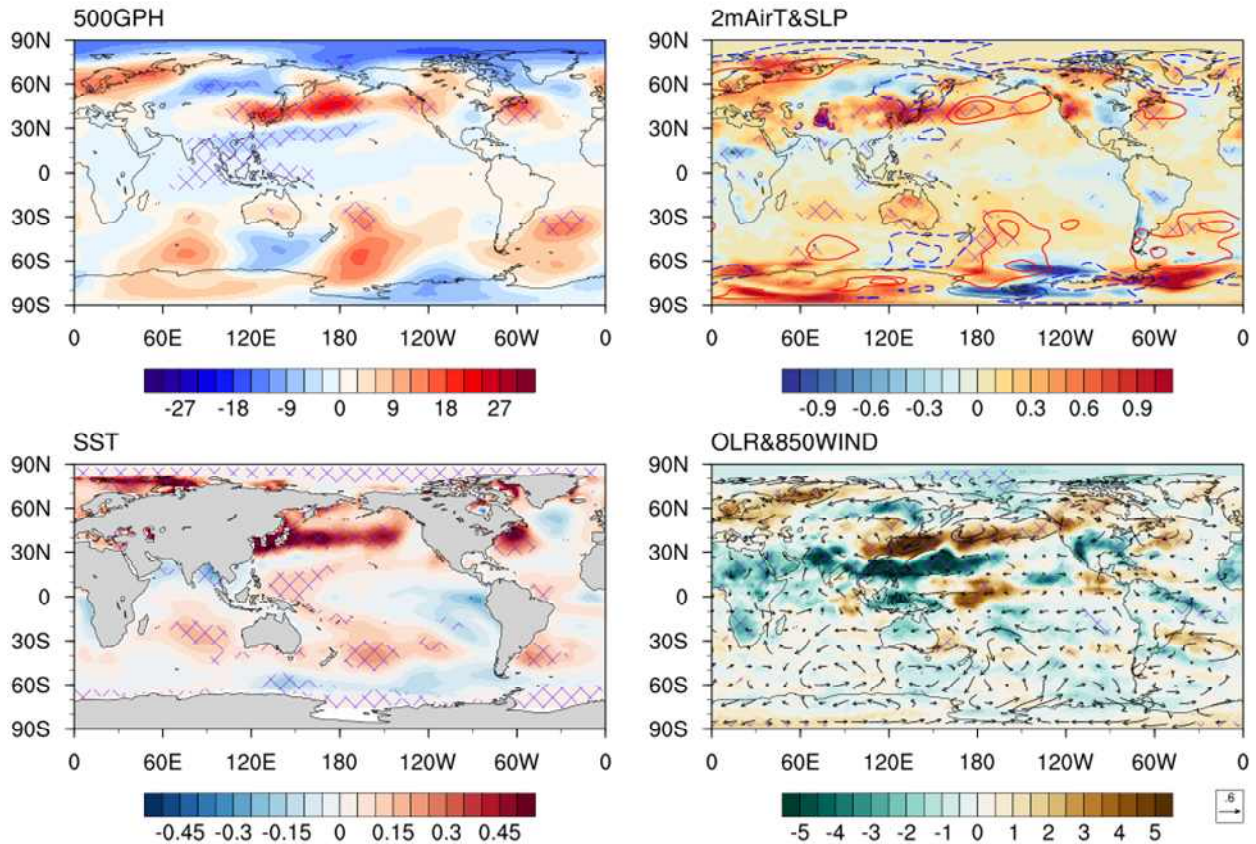 500GPH
2mAirT&SLP
90N
60N
30N
0
30S
60S
90S
0 60E 120E 180 120W 60W 0
-27 -18 -9 0 9 18 27
90N
60N
30N
0
30S
60S
90S
0 60E 120E 180 120W 60W 0
-0.9 -0.6 -0.3 0 0.3 0.6 0.9
SST
OLR&850WIND
90N
60N
30N
0
30S
60S
90S
0 60E 120E 180 120W 60W 0
-0.45 -0.3 -0.15 0 0.15 0.3 0.45
90N
60N
30N
0
30S
60S
90S
0 60E 120E 180 120W 60W 0
-5 -4 -3 -2 -1 0 1 2 3 4 5
.6